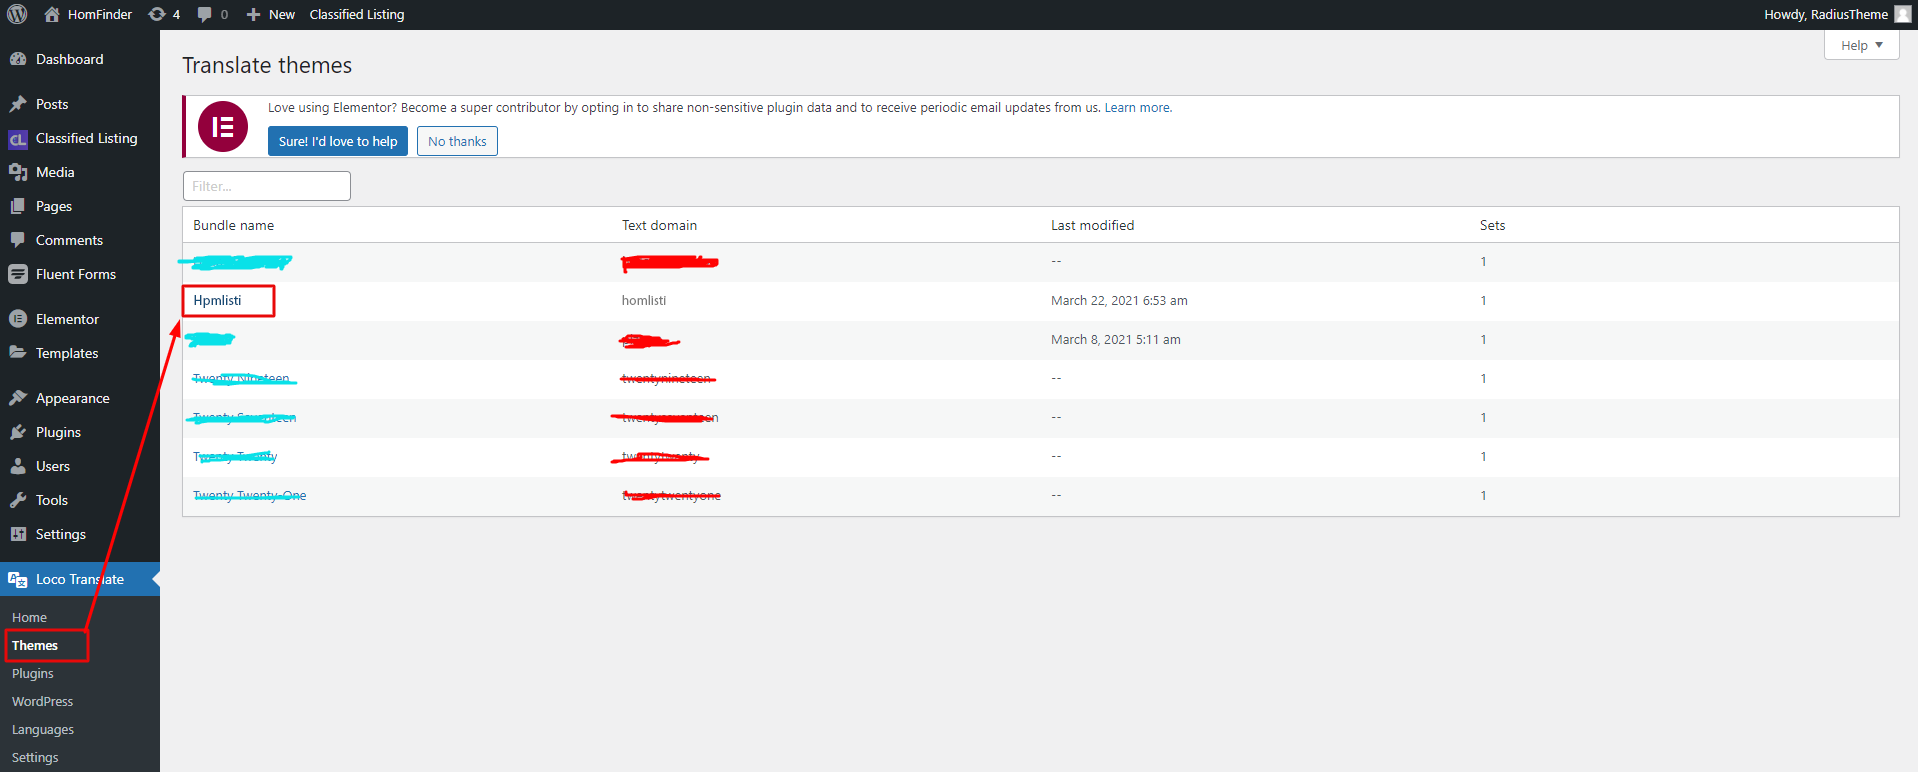 HomFinder 4 0 New Classified Listing Howdy, RadiusTheme
Help
Dashboard
Posts
Classified Listing
Media
Pages
Comments
Fluent Forms
Elementor
Templates
Appearance
Plugins
Users
Tools
Settings
Loco Translate
Home
Themes
Plugins
WordPress
Languages
Settings
Translate themes
Love using Elementor? Become a super contributor by opting in to share non-sensitive plugin data and to receive periodic email updates from us. Learn more.
Sure! I'd love to help No thanks
Filter...
Bundle name Text domain Last modified Sets
-- 1
Hpmlisti homlisti March 22, 2021 6:53 am 1
March 8, 2021 5:11 am 1
Twenty Nineteen twentynineteen -- 1
Twenty Seventeen twentyseventeen -- 1
Twenty Twenty twentytwenty -- 1
Twenty Twenty-One twentytwentyone -- 1